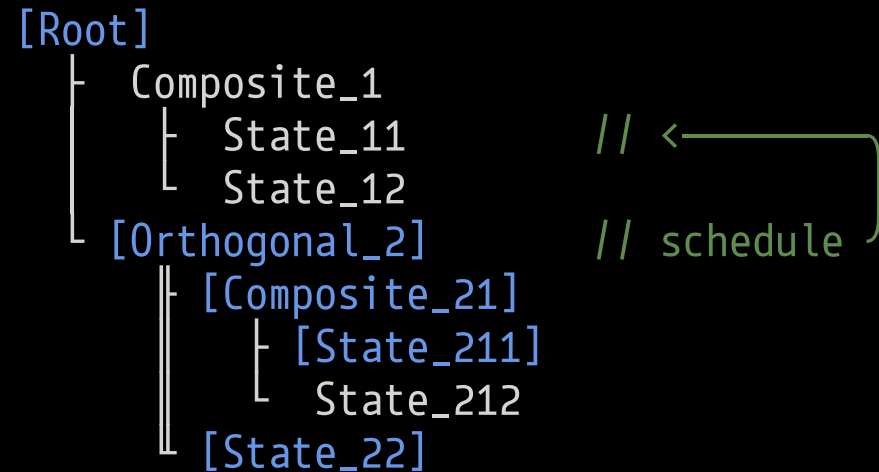 [Root]
Composite_1
State_11 // <
State_12
[Orthogonal_2] // schedule
[Composite_21]
[State_211]
State_212
[State_22]